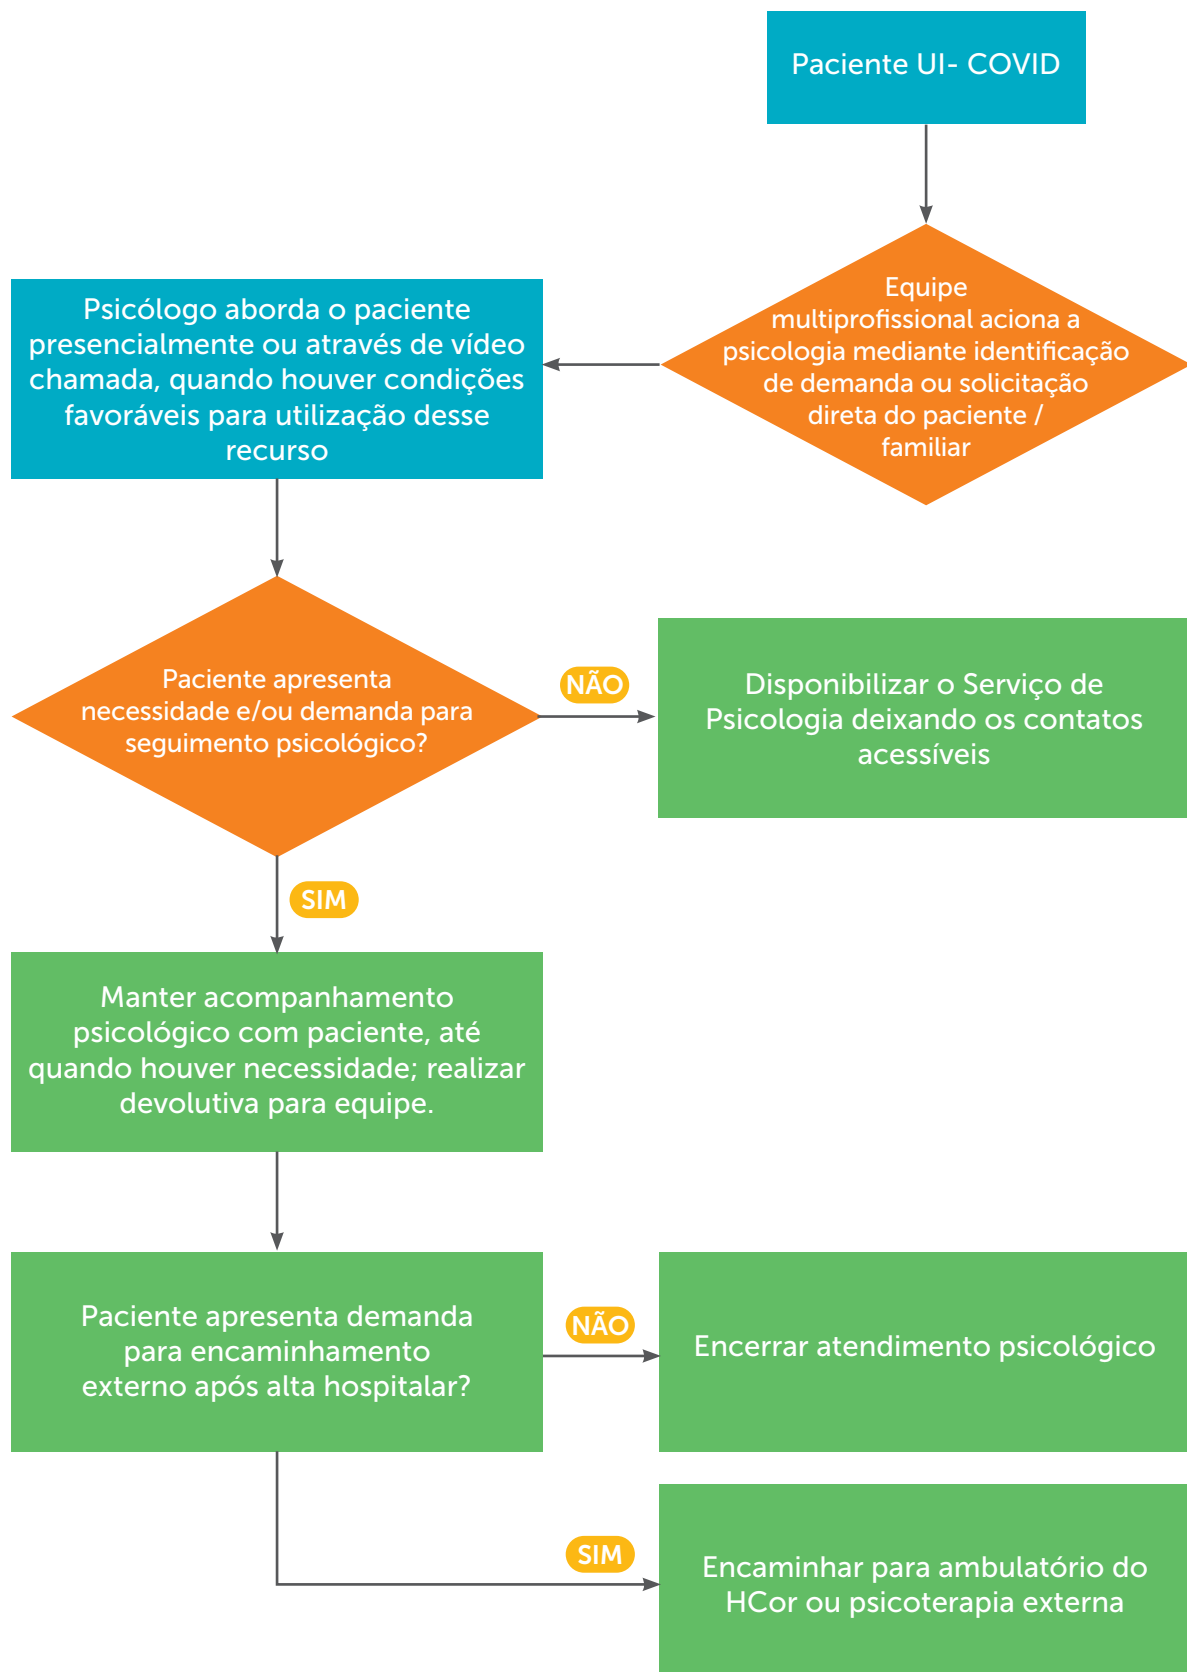 Paciente UI- COVID
Equipe
multiprofissional aciona a
psicologia mediante identificação
de demanda ou solicitação
direta do paciente /
familiar
Psicólogo aborda o paciente
presencialmente ou através de vídeo
chamada, quando houver condições
favoráveis para utilização desse
recurso
Paciente apresenta
necessidade e/ou demanda para
seguimento psicológico?
NÃO
Disponibilizar o Serviço de
Psicologia deixando os contatos
acessíveis
SIM
Manter acompanhamento
psicológico com paciente, até
quando houver necessidade; realizar
devolutiva para equipe.
Paciente apresenta demanda
para encaminhamento
externo após alta hospitalar?
NÃO
Encerrar atendimento psicológico
SIM
Encaminhar para ambulatório do
HCor ou psicoterapia externa